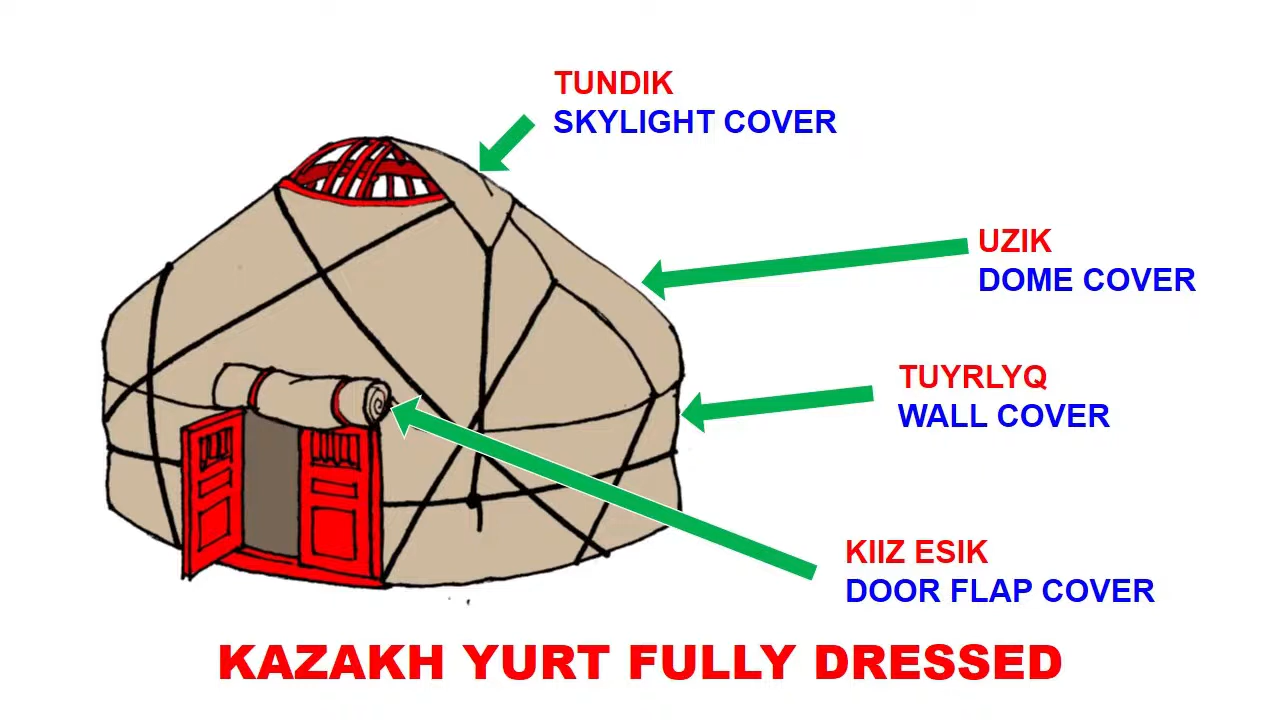 TUNDIK
SKYLIGHT COVER
UZIK
DOME COVER
TUYRLYQ
WALL COVER
KIIZ ESIK
DOOR FLAP COVER
KAZAKH YURT FULLY DRESSED